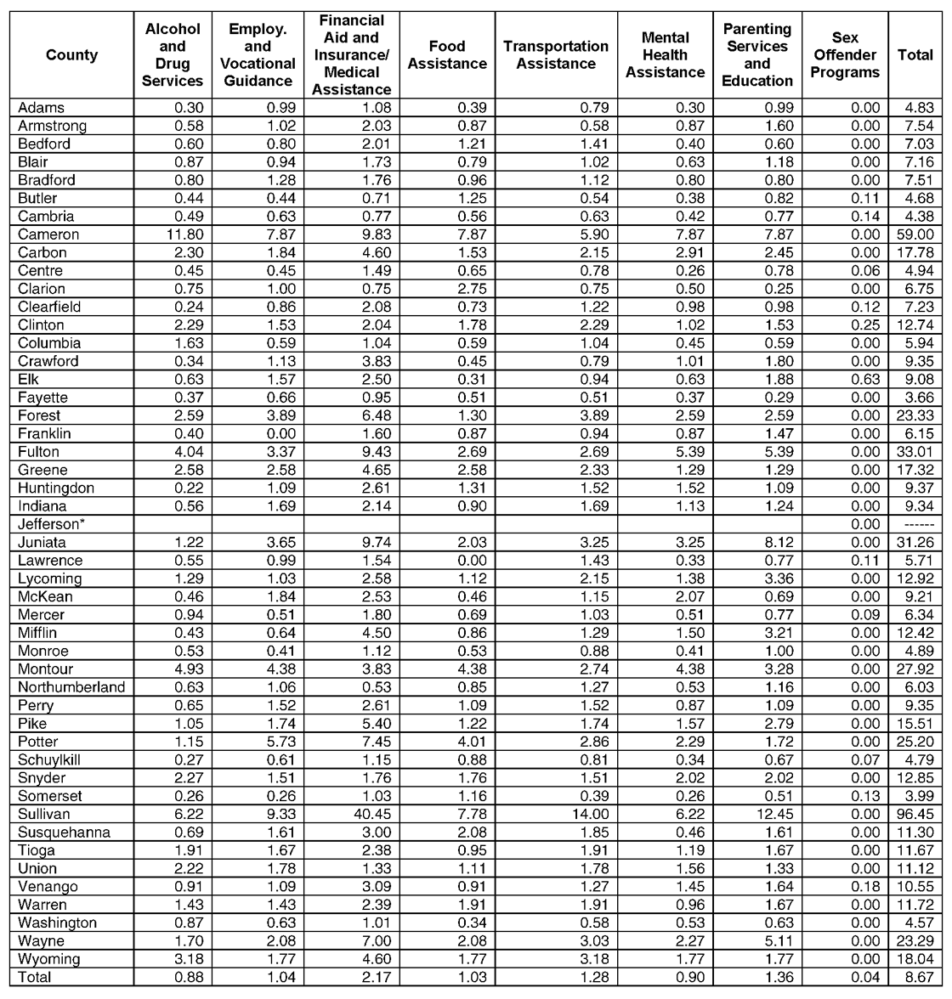 County Alcohol and Drug Services Employ. and Vocational Guidance Financial Aid and Insurance/ Medical Assistance Food Assistance Transportation Assistance Mental Health Assistance Parenting Services and Education Sex Offender Programs Total
Adams 0.30 0.99 1.08 0.39 0.79 0.30 0.99 0.00 4.83
Armstrong 0.58 1.02 2.03 0.87 0.58 0.87 1.60 0.00 7.54
Bedford 0.60 0.80 2.01 1.21 1.41 0.40 0.60 0.00 7.03
Blair 0.87 0.94 1.73 0.79 1.02 0.63 1.18 0.00 7.16
Bradford 0.80 1.28 1.76 0.96 1.12 0.80 0.80 0.00 7.51
Butler 0.44 0.44 0.71 1.25 0.54 0.38 0.82 0.11 4.68
Cambria 0.49 0.63 0.77 0.56 0.63 0.42 0.77 0.14 4.38
Cameron 11.80 7.87 9.83 7.87 5.90 7.87 7.87 0.00 59.00
Carbon 2.30 1.84 4.60 1.53 2.15 2.91 2.45 0.00 17.78
Centre 0.45 0.45 1.49 0.65 0.78 0.26 0.78 0.06 4.94
Clarion 0.75 1.00 0.75 2.75 0.75 0.50 0.25 0.00 6.75
Clearfield 0.24 0.86 2.08 0.73 1.22 0.98 0.98 0.12 7.23
Clinton 2.29 1.53 2.04 1.78 2.29 1.02 1.53 0.25 12.74
Columbia 1.63 0.59 1.04 0.59 1.04 0.45 0.59 0.00 5.94
Crawford 0.34 1.13 3.83 0.45 0.79 1.01 1.80 0.00 9.35
Elk 0.63 1.57 2.50 0.31 0.94 0.63 1.88 0.63 9.08
Fayette 0.37 0.66 0.95 0.51 0.51 0.37 0.29 0.00 3.66
Forest 2.59 3.89 6.48 1.30 3.89 2.59 2.59 0.00 23.33
Franklin 0.40 0.00 1.60 0.87 0.94 0.87 1.47 0.00 6.15
Fulton 4.04 3.37 9.43 2.69 2.69 5.39 5.39 0.00 33.01
Greene 2.58 2.58 4.65 2.58 2.33 1.29 1.29 0.00 17.32
Huntingdon 0.22 1.09 2.61 1.31 1.52 1.52 1.09 0.00 9.37
Indiana 0.56 1.69 2.14 0.90 1.69 1.13 1.24 0.00 9.34
Jefferson* 0.00 ------
Juniata 1.22 3.65 9.74 2.03 3.25 3.25 8.12 0.00 31.26
Lawrence 0.55 0.99 1.54 0.00 1.43 0.33 0.77 0.11 5.71
Lycoming 1.29 1.03 2.58 1.12 2.15 1.38 3.36 0.00 12.92
McKean 0.46 1.84 2.53 0.46 1.15 2.07 0.69 0.00 9.21
Mercer 0.94 0.51 1.80 0.69 1.03 0.51 0.77 0.09 6.34
Mifflin 0.43 0.64 4.50 0.86 1.29 1.50 3.21 0.00 12.42
Monroe 0.53 0.41 1.12 0.53 0.88 0.41 1.00 0.00 4.89
Montour 4.93 4.38 3.83 4.38 2.74 4.38 3.28 0.00 27.92
Northumberland 0.63 1.06 0.53 0.85 1.27 0.53 1.16 0.00 6.03
Perry 0.65 1.52 2.61 1.09 1.52 0.87 1.09 0.00 9.35
Pike 1.05 1.74 5.40 1.22 1.74 1.57 2.79 0.00 15.51
Potter 1.15 5.73 7.45 4.01 2.86 2.29 1.72 0.00 25.20
Schuylkill 0.27 0.61 1.15 0.88 0.81 0.34 0.67 0.07 4.79
Snyder 2.27 1.51 1.76 1.76 1.51 2.02 2.02 0.00 12.85
Somerset 0.26 0.26 1.03 1.16 0.39 0.26 0.51 0.13 3.99
Sullivan 6.22 9.33 40.45 7.78 14.00 6.22 12.45 0.00 96.45
Susquehanna 0.69 1.61 3.00 2.08 1.85 0.46 1.61 0.00 11.30
Tioga 1.91 1.67 2.38 0.95 1.91 1.19 1.67 0.00 11.67
Union 2.22 1.78 1.33 1.11 1.78 1.56 1.33 0.00 11.12
Venango 0.91 1.09 3.09 0.91 1.27 1.45 1.64 0.18 10.55
Warren 1.43 1.43 2.39 1.91 1.91 0.96 1.67 0.00 11.72
Washington 0.87 0.63 1.01 0.34 0.58 0.53 0.63 0.00 4.57
Wayne 1.70 2.08 7.00 2.08 3.03 2.27 5.11 0.00 23.29
Wyoming 3.18 1.77 4.60 1.77 3.18 1.77 1.77 0.00 18.04
Total 0.88 1.04 2.17 1.03 1.28 0.90 1.36 0.04 8.67